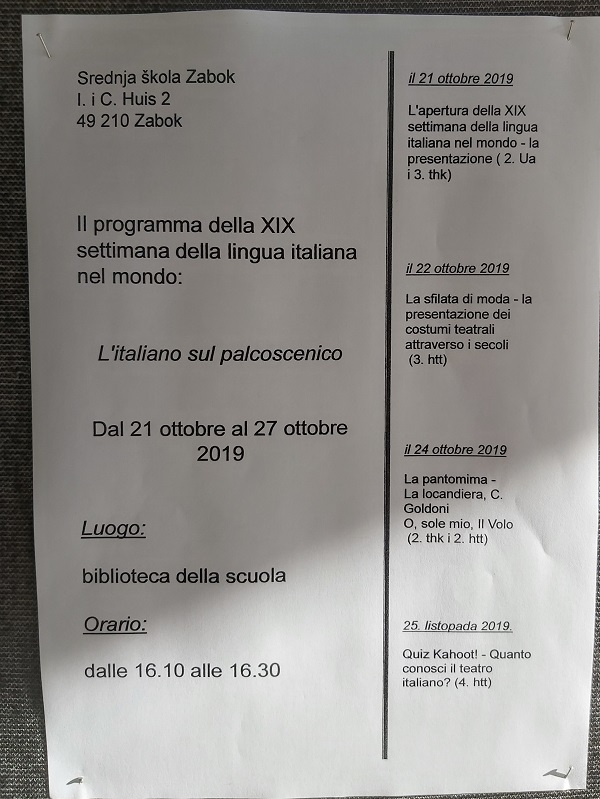 Srednja škola Zabok
I. i C. Huis 2
49 210 Zabok
Il programma della XIX
settimana della lingua italiana
nel mondo:
L'italiano sul palcoscenico
Dal 21 ottobre al 27 ottobre
2019
Luogo:
biblioteca della scuola
Orario:
dalle 16.10 alle 16.30
il 21 ottobre 2019
L'apertura della XIX
settimana della lingua
italiana nel mondo - la
presentazione ( 2. Ua
i 3. thk)
il 22 ottobre 2019
La sfilata di moda - la
presentazione dei
costumi teatrali
attraverso i secoli
(3. htt)
il 24 ottobre 2019
La pantomima -
La locandiera, C.
Goldoni
O, sole mio, Il Volo
(2. thk i 2. htt)
25. listopada 2019.
Quiz Kahoot! - Quanto
conosci il teatro
italiano? (4. htt)